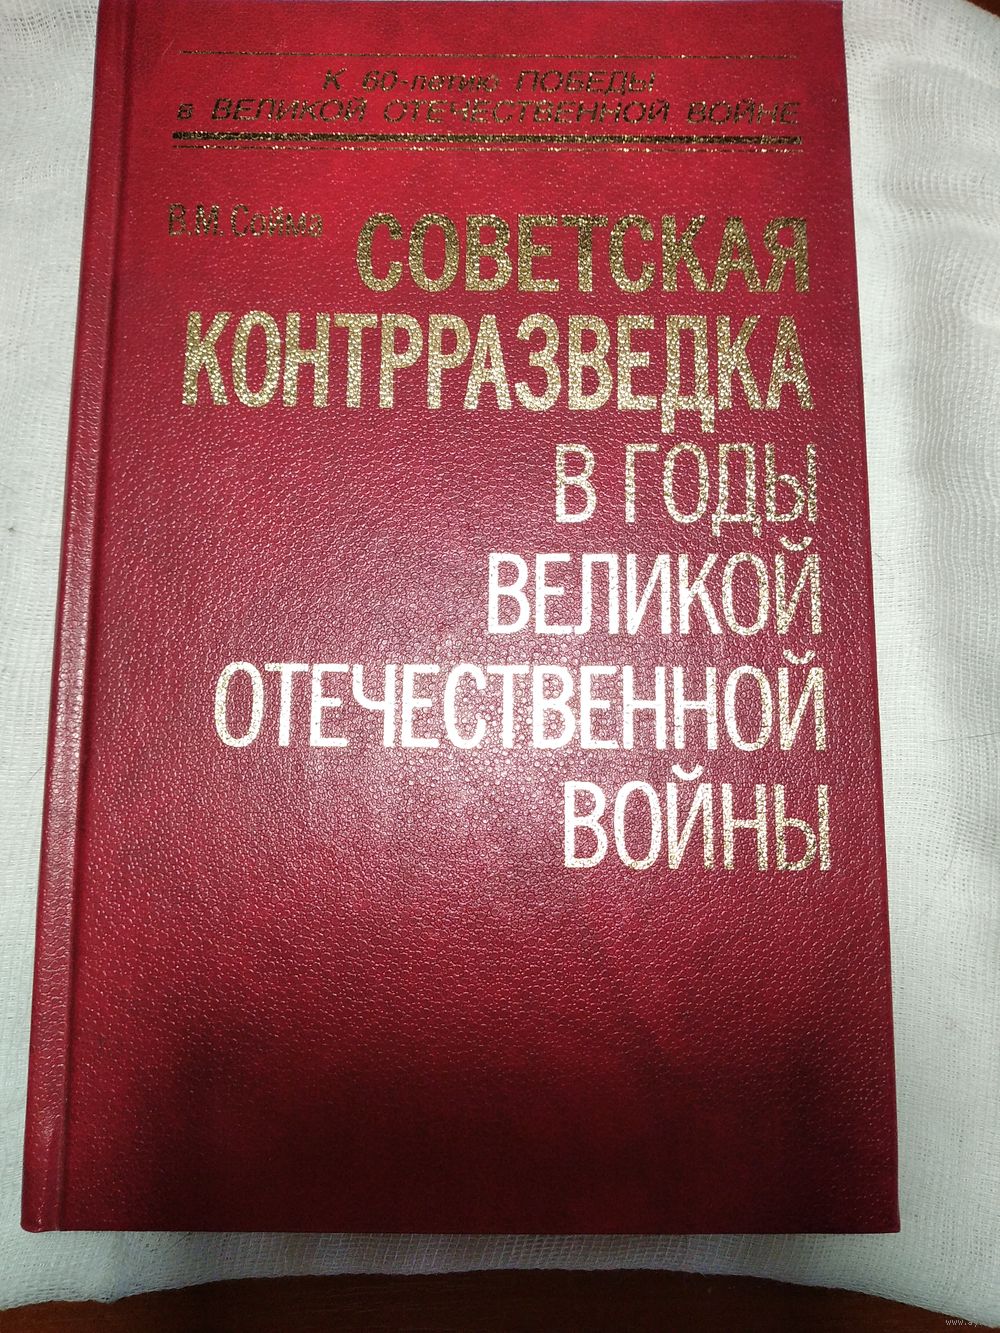 К 60-летию ПОБЕДЫ
в ВЕЛИКОЙ ОТЕЧЕСТВЕННОЙ ВОЙНЕ
В.М. Сойма
СОВЕТСКАЯ
КОНТРРАЗВЕДКА
В ГОДЫ
ВЕЛИКОЙ
ОТЕЧЕСТВЕННОЙ
ВОЙНЫ